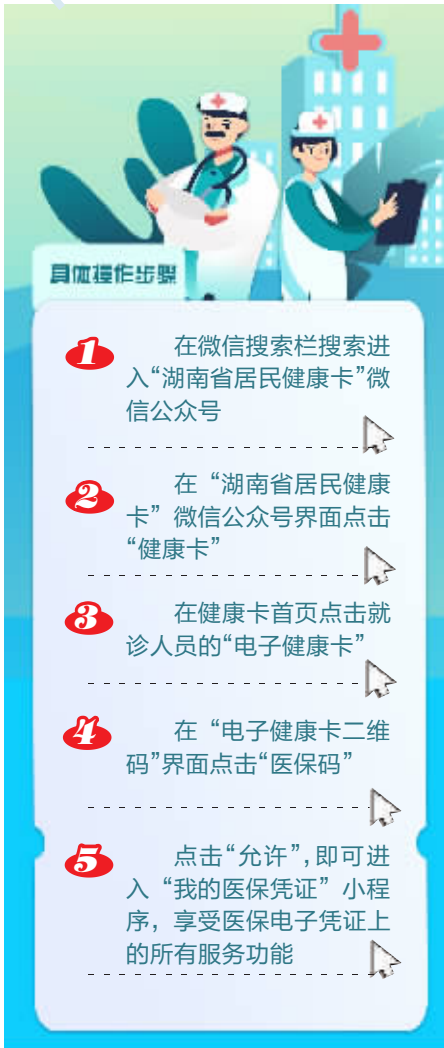 具体操作步骤
1
在微信搜索栏搜索进
入“湖南省居民健康卡”微
信公众号
2
在“湖南省居民健康
卡”微信公众号界面点击
“健康卡”
3
在健康卡首页点击就
诊人员的“电子健康卡”
4
在“电子健康卡二维
码”界面点击“医保码”
5
点击“允许”，即可进
入“我的医保凭证”小程
序，享受医保电子凭证上
的所有服务功能